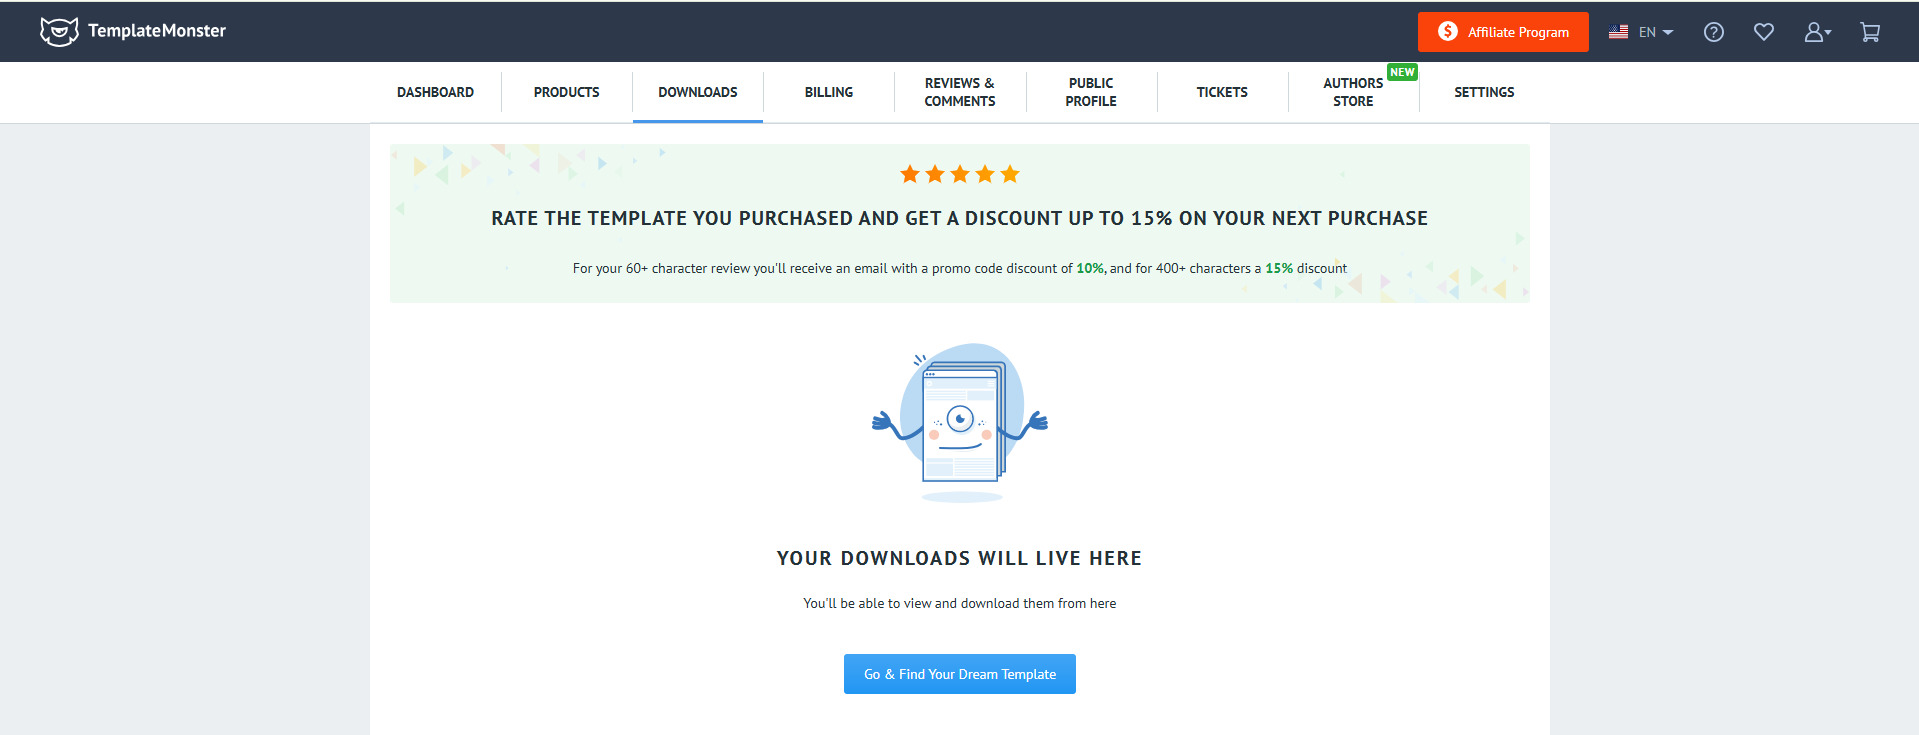 TemplateMonster
Affiliate Program
EN
DASHBOARD
PRODUCTS
DOWNLOADS
BILLING
REVIEWS &
COMMENTS
PUBLIC
PROFILE
TICKETS
AUTHORS
STORE
NEW
SETTINGS
RATE THE TEMPLATE YOU PURCHASED AND GET A DISCOUNT UP TO 15% ON YOUR NEXT PURCHASE
For your 60+ character review you'll receive an email with a promo code discount of 10%, and for 400+ characters a 15% discount
YOUR DOWNLOADS WILL LIVE HERE
You'll be able to view and download them from here
Go & Find Your Dream Template